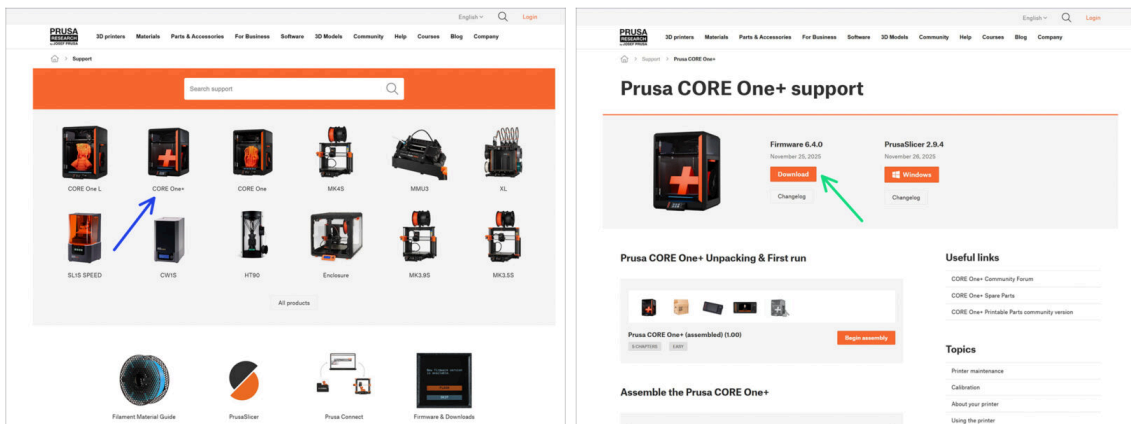 English
Login
PRUSA
RESEARCH
by JOSEF PRUSA
3D printers Materials Parts & Accessories For Business Software 3D Models Community Help Courses Blog Company
> Support
Search support
CORE One L CORE One+ CORE One MK4S MMU3 XL
SL1S SPEED CW1S HT90 Enclosure MK3.9S MK3.5S
All products
Filament Material Guide PrusaSlicer Prusa Connect Firmware & Downloads
English
Login
PRUSA
RESEARCH
by JOSEF PRUSA
3D printers Materials Parts & Accessories For Business Software 3D Models Community Help Courses Blog Company
> Support > Prusa CORE One+
Prusa CORE One+ support
Firmware 6.4.0
November 25, 2025
Download
Changelog
PrusaSlicer 2.9.4
November 26, 2025
Windows
Changelog
Prusa CORE One+ Unpacking & First run
Prusa CORE One+ (assembled) (1.00)
5 CHAPTERS EASY
Begin assembly
Assemble the Prusa CORE One+
Useful links
CORE One+ Community Forum
CORE One+ Spare Parts
CORE One+ Printable Parts community version
Topics
Printer maintenance
Calibration
About your printer
Using the printer